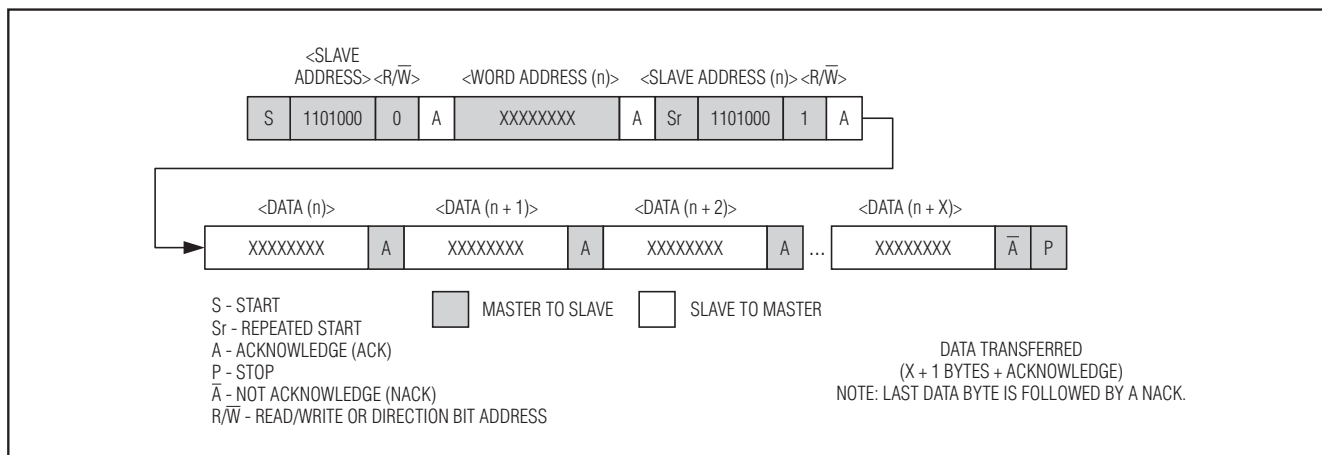 <SLAVE
ADDRESS> <R/W̅> <WORD ADDRESS (n)> <SLAVE ADDRESS (n)> <R/W̅>
S 1101000 0 A XXXXXXXX A Sr 1101000 1 A
<DATA (n)> <DATA (n + 1)> <DATA (n + 2)> <DATA (n + X)>
XXXXXXXX A XXXXXXXX A XXXXXXXX A ... XXXXXXXX A̅ P
S - START
Sr - REPEATED START
A - ACKNOWLEDGE (ACK)
P - STOP
A̅ - NOT ACKNOWLEDGE (NACK)
R/W̅ - READ/WRITE OR DIRECTION BIT ADDRESS
MASTER TO SLAVE SLAVE TO MASTER
DATA TRANSFERRED
(X + 1 BYTES + ACKNOWLEDGE)
NOTE: LAST DATA BYTE IS FOLLOWED BY A NACK.